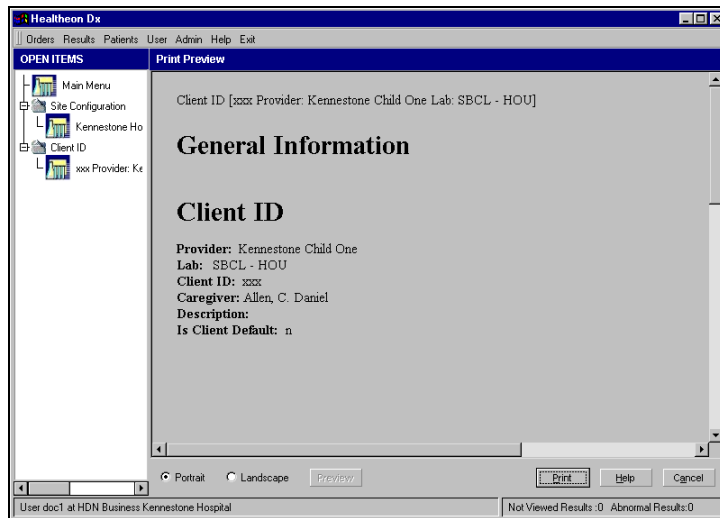 Healtheon Dx
Orders Results Patients User Admin Help Exit
OPEN ITEMS
Main Menu
Site Configuration
Kennestone Ho
Client ID
xxx Provider: Ke
Print Preview
Client ID [xxx Provider: Kennestone Child One Lab: SBCL - HOU]
General Information
Client ID
Provider: Kennestone Child One
Lab: SBCL - HOU
Client ID: xxx
Caregiver: Allen, C. Daniel
Description:
Is Client Default: n
Portrait Landscape Preview Print Help Cancel
User doc1 at HDN Business Kennestone Hospital Not Viewed Results :0 Abnormal Results:0